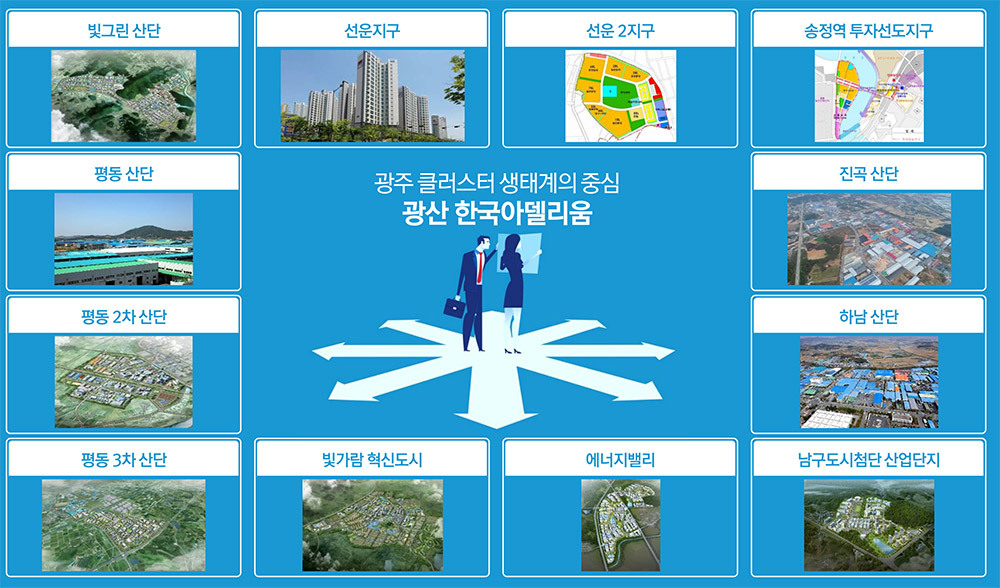 빛그린 산단
선운지구
선운 2지구
송정역 투자선도지구
평동 산단
광주 클러스터 생태계의 중심
광산 한국아델리움
진곡 산단
평동 2차 산단
하남 산단
평동 3차 산단
빛가람 혁신도시
에너지밸리
남구도시첨단 산업단지